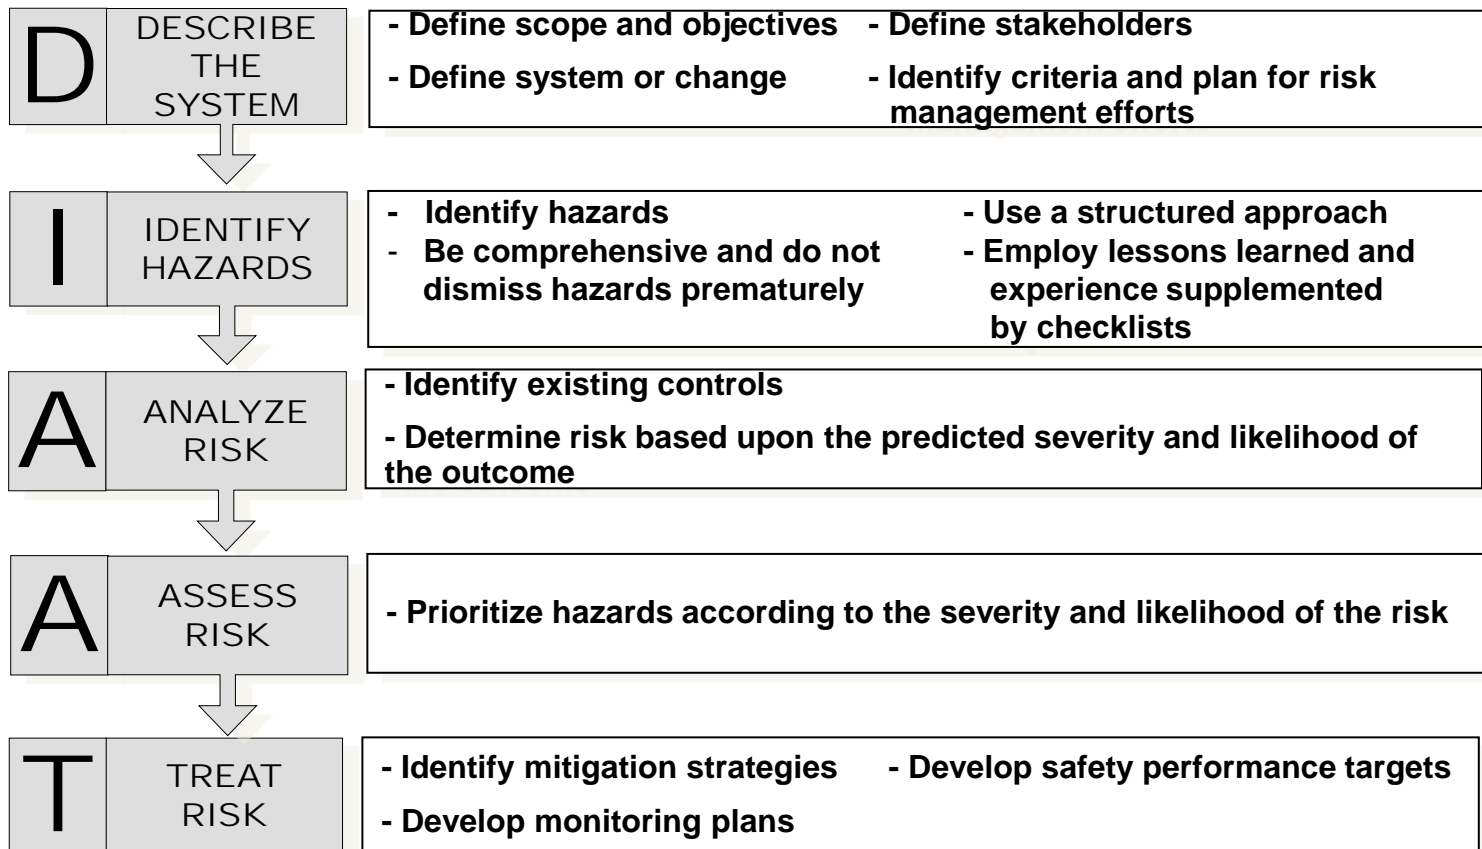 D
DESCRIBE
THE
SYSTEM
- Define scope and objectives - Define stakeholders
- Define system or change - Identify criteria and plan for risk
management efforts
I
IDENTIFY
HAZARDS
- Identify hazards
- Be comprehensive and do not
dismiss hazards prematurely
- Use a structured approach
- Employ lessons learned and
experience supplemented
by checklists
A
ANALYZE
RISK
- Identify existing controls
- Determine risk based upon the predicted severity and likelihood of
the outcome
A
ASSESS
RISK
- Prioritize hazards according to the severity and likelihood of the risk
T
TREAT
RISK
- Identify mitigation strategies - Develop safety performance targets
- Develop monitoring plans